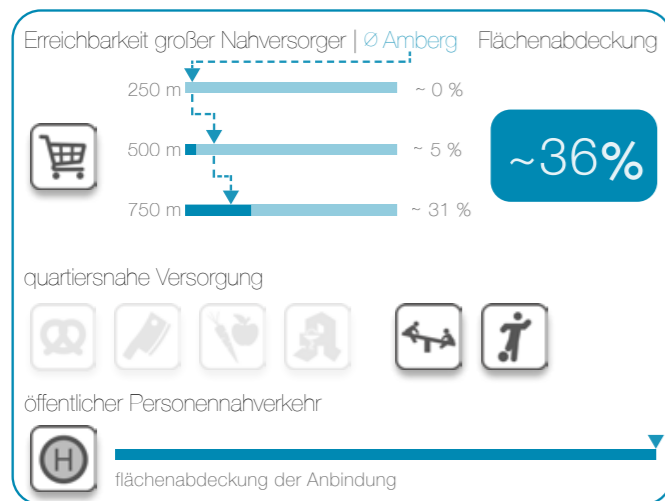 Erreichbarkeit großer Nahversorger | Ø Amberg Flächenabdeckung
250 m ~ 0 %
500 m ~ 5 %
~36%
750 m ~ 31 %
quartiersnahe Versorgung
öffentlicher Personennahverkehr
H
flächenabdeckung der Anbindung